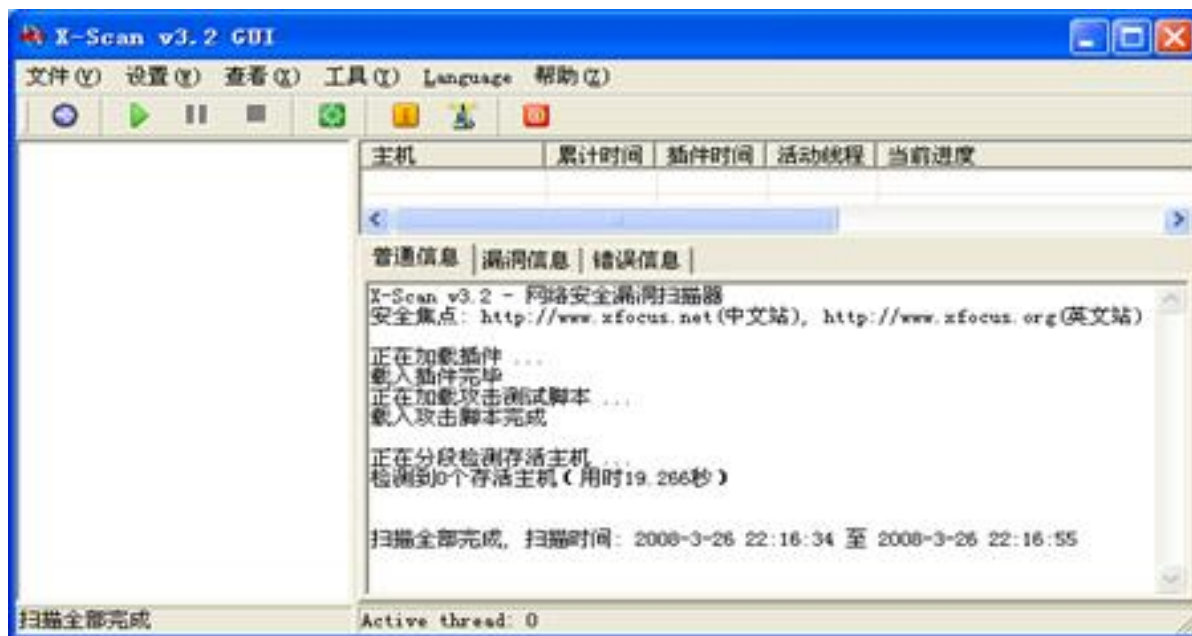 X-Scan v3.2 GUI
文件(V) 设置(W) 查看(X) 工具(Y) Language 帮助(Z)
主机 累计时间 插件时间 活动线程 当前进度
普通信息 漏洞信息 错误信息
X-Scan v3.2 - 网络安全漏洞扫描器
安全焦点: http://www.xfocus.net(中文站), http://www.xfocus.org(英文站)
正在加载插件 ...
载入插件完毕
正在加载攻击测试脚本 ...
载入攻击脚本完成
正在分段检测存活主机 ...
检测到0个存活主机(用时19.266秒)
扫描全部完成, 扫描时间: 2008-3-26 22:16:34 至 2008-3-26 22:16:55
扫描全部完成 Active thread: 0